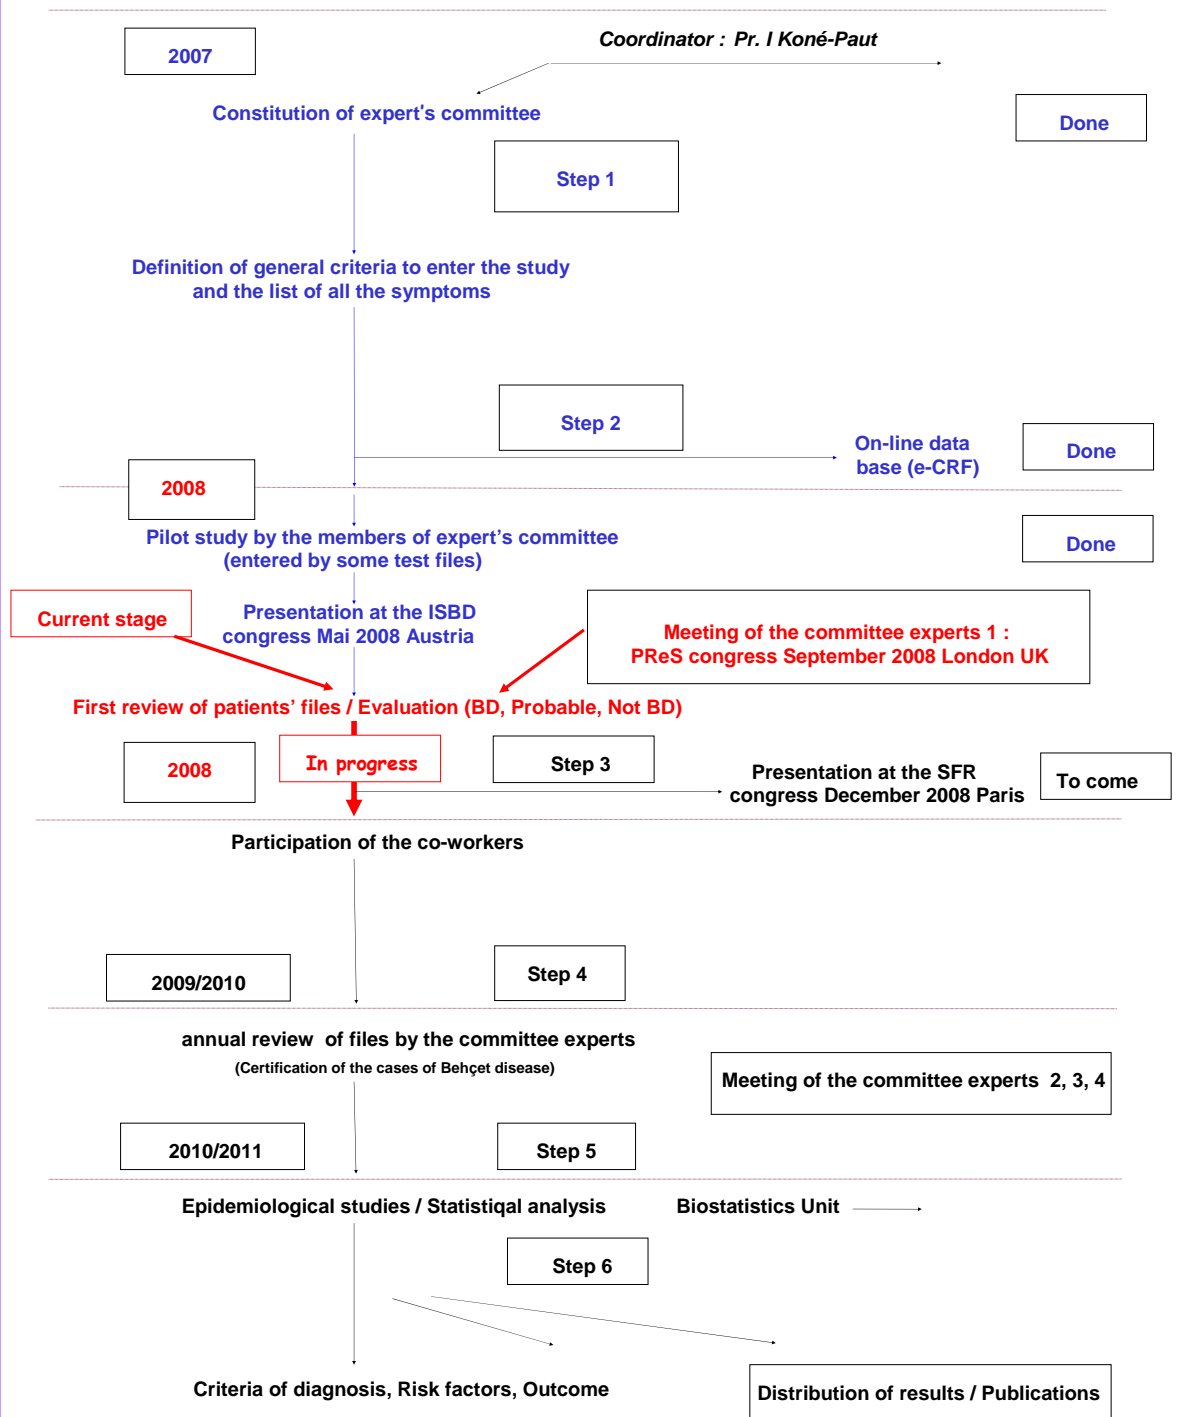 Coordinator : Pr. I Koné-Paut
2007
Constitution of expert's committee
Done
Step 1
Definition of general criteria to enter the study
and the list of all the symptoms
Step 2
On-line data
base (e-CRF)
Done
2008
Pilot study by the members of expert's committee
(entered by some test files)
Done
Current stage
Presentation at the ISBD
congress Mai 2008 Austria
Meeting of the committee experts 1 :
PReS congress September 2008 London UK
First review of patients' files / Evaluation (BD, Probable, Not BD)
2008
In progress
Step 3
Presentation at the SFR
congress December 2008 Paris
To come
Participation of the co-workers
2009/2010
Step 4
annual review of files by the committee experts
(Certification of the cases of Behçet disease)
Meeting of the committee experts 2, 3, 4
2010/2011
Step 5
Epidemiological studies / Statistiqal analysis
Biostatistics Unit
Step 6
Criteria of diagnosis, Risk factors, Outcome
Distribution of results / Publications